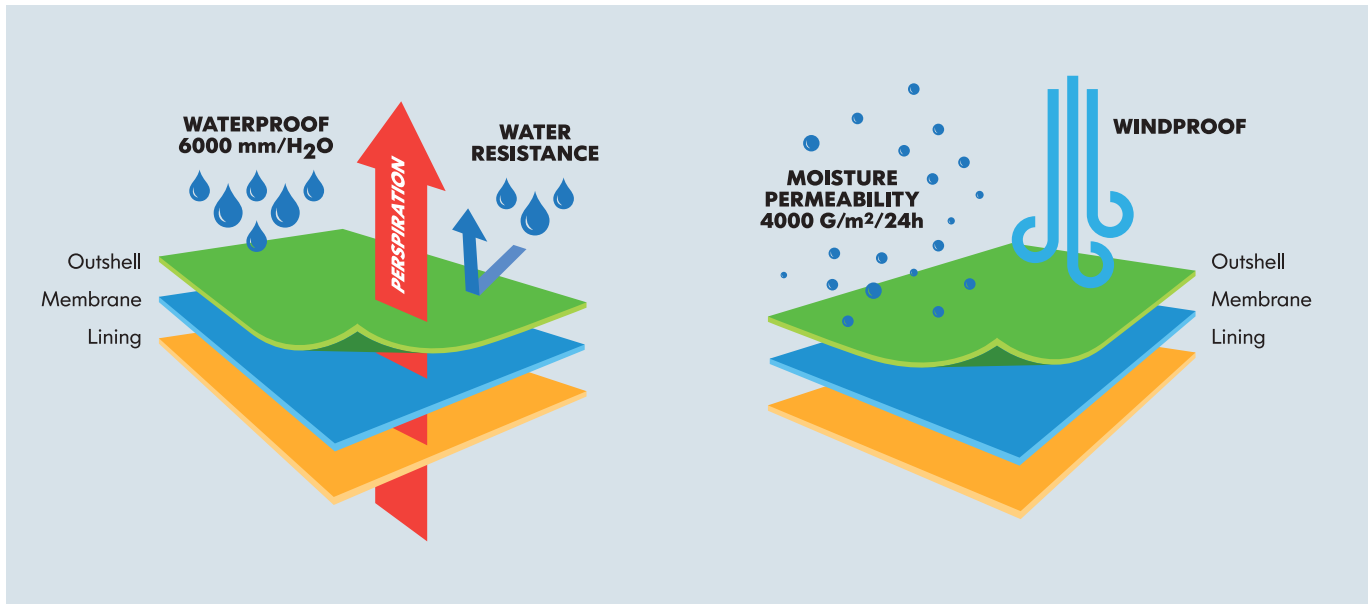 WATERPROOF
6000 mm/H₂O
PERSPIRATION
WATER
RESISTANCE
Outshell
Membrane
Lining
MOISTURE
PERMEABILITY
4000 G/m²/24h
WINDPROOF
Outshell
Membrane
Lining